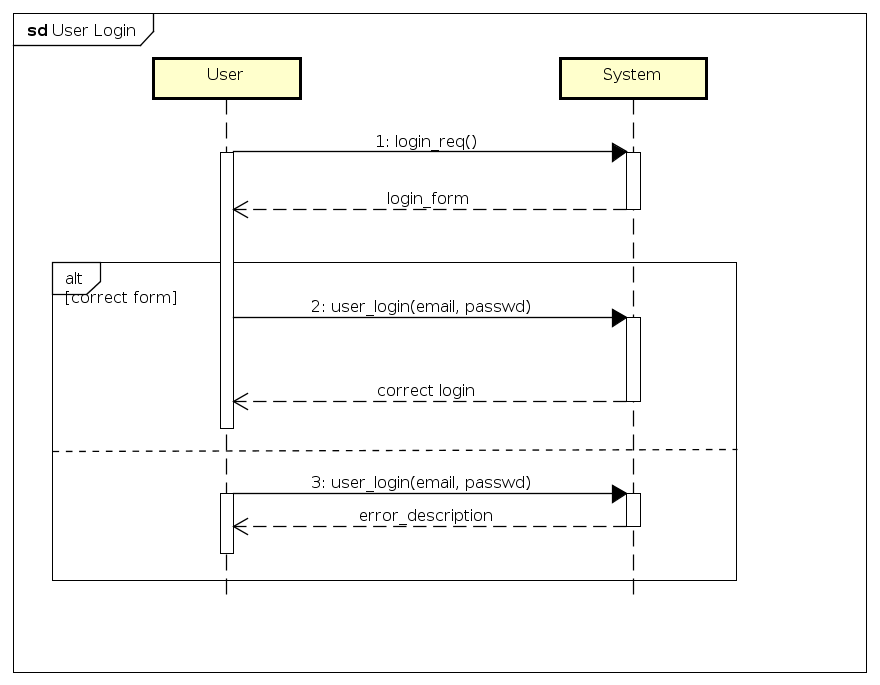 sd User Login
User
System
1: login_req()
login_form
alt
[correct form]
2: user_login(email, passwd)
correct login
3: user_login(email, passwd)
error_description